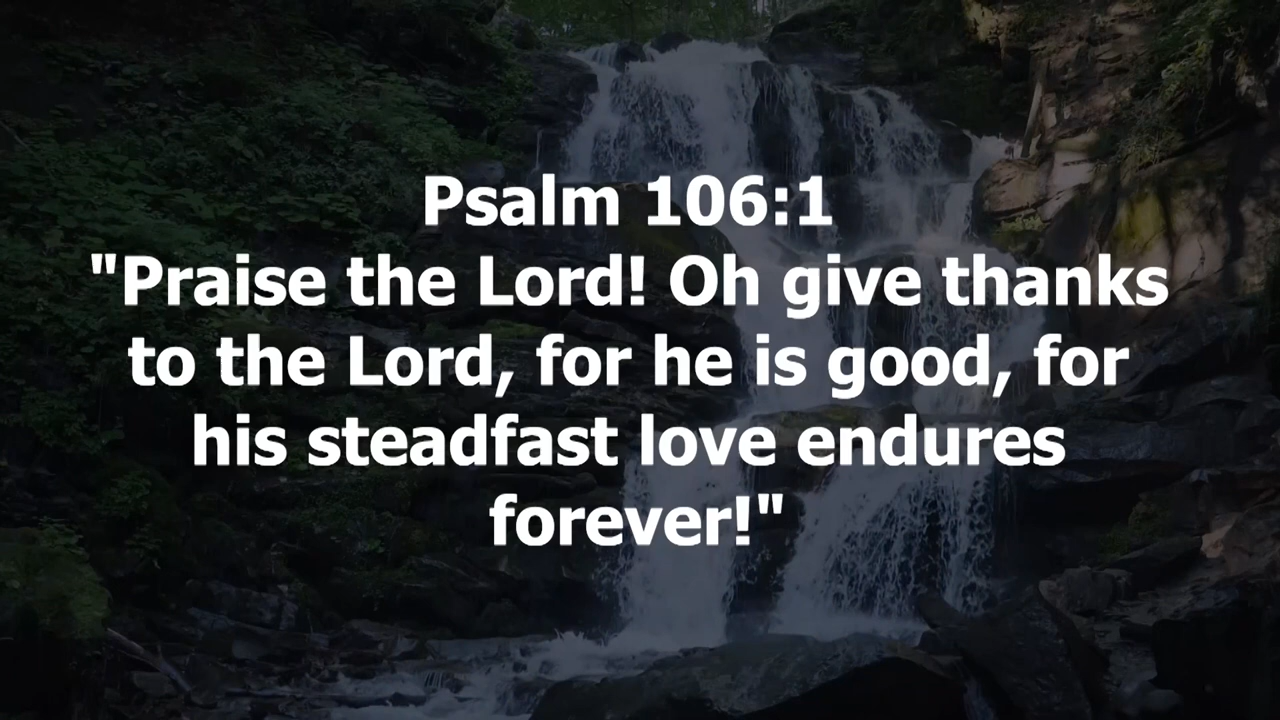 Psalm 106:1
"Praise the Lord! Oh give thanks
to the Lord, for he is good, for
his steadfast love endures
forever!"